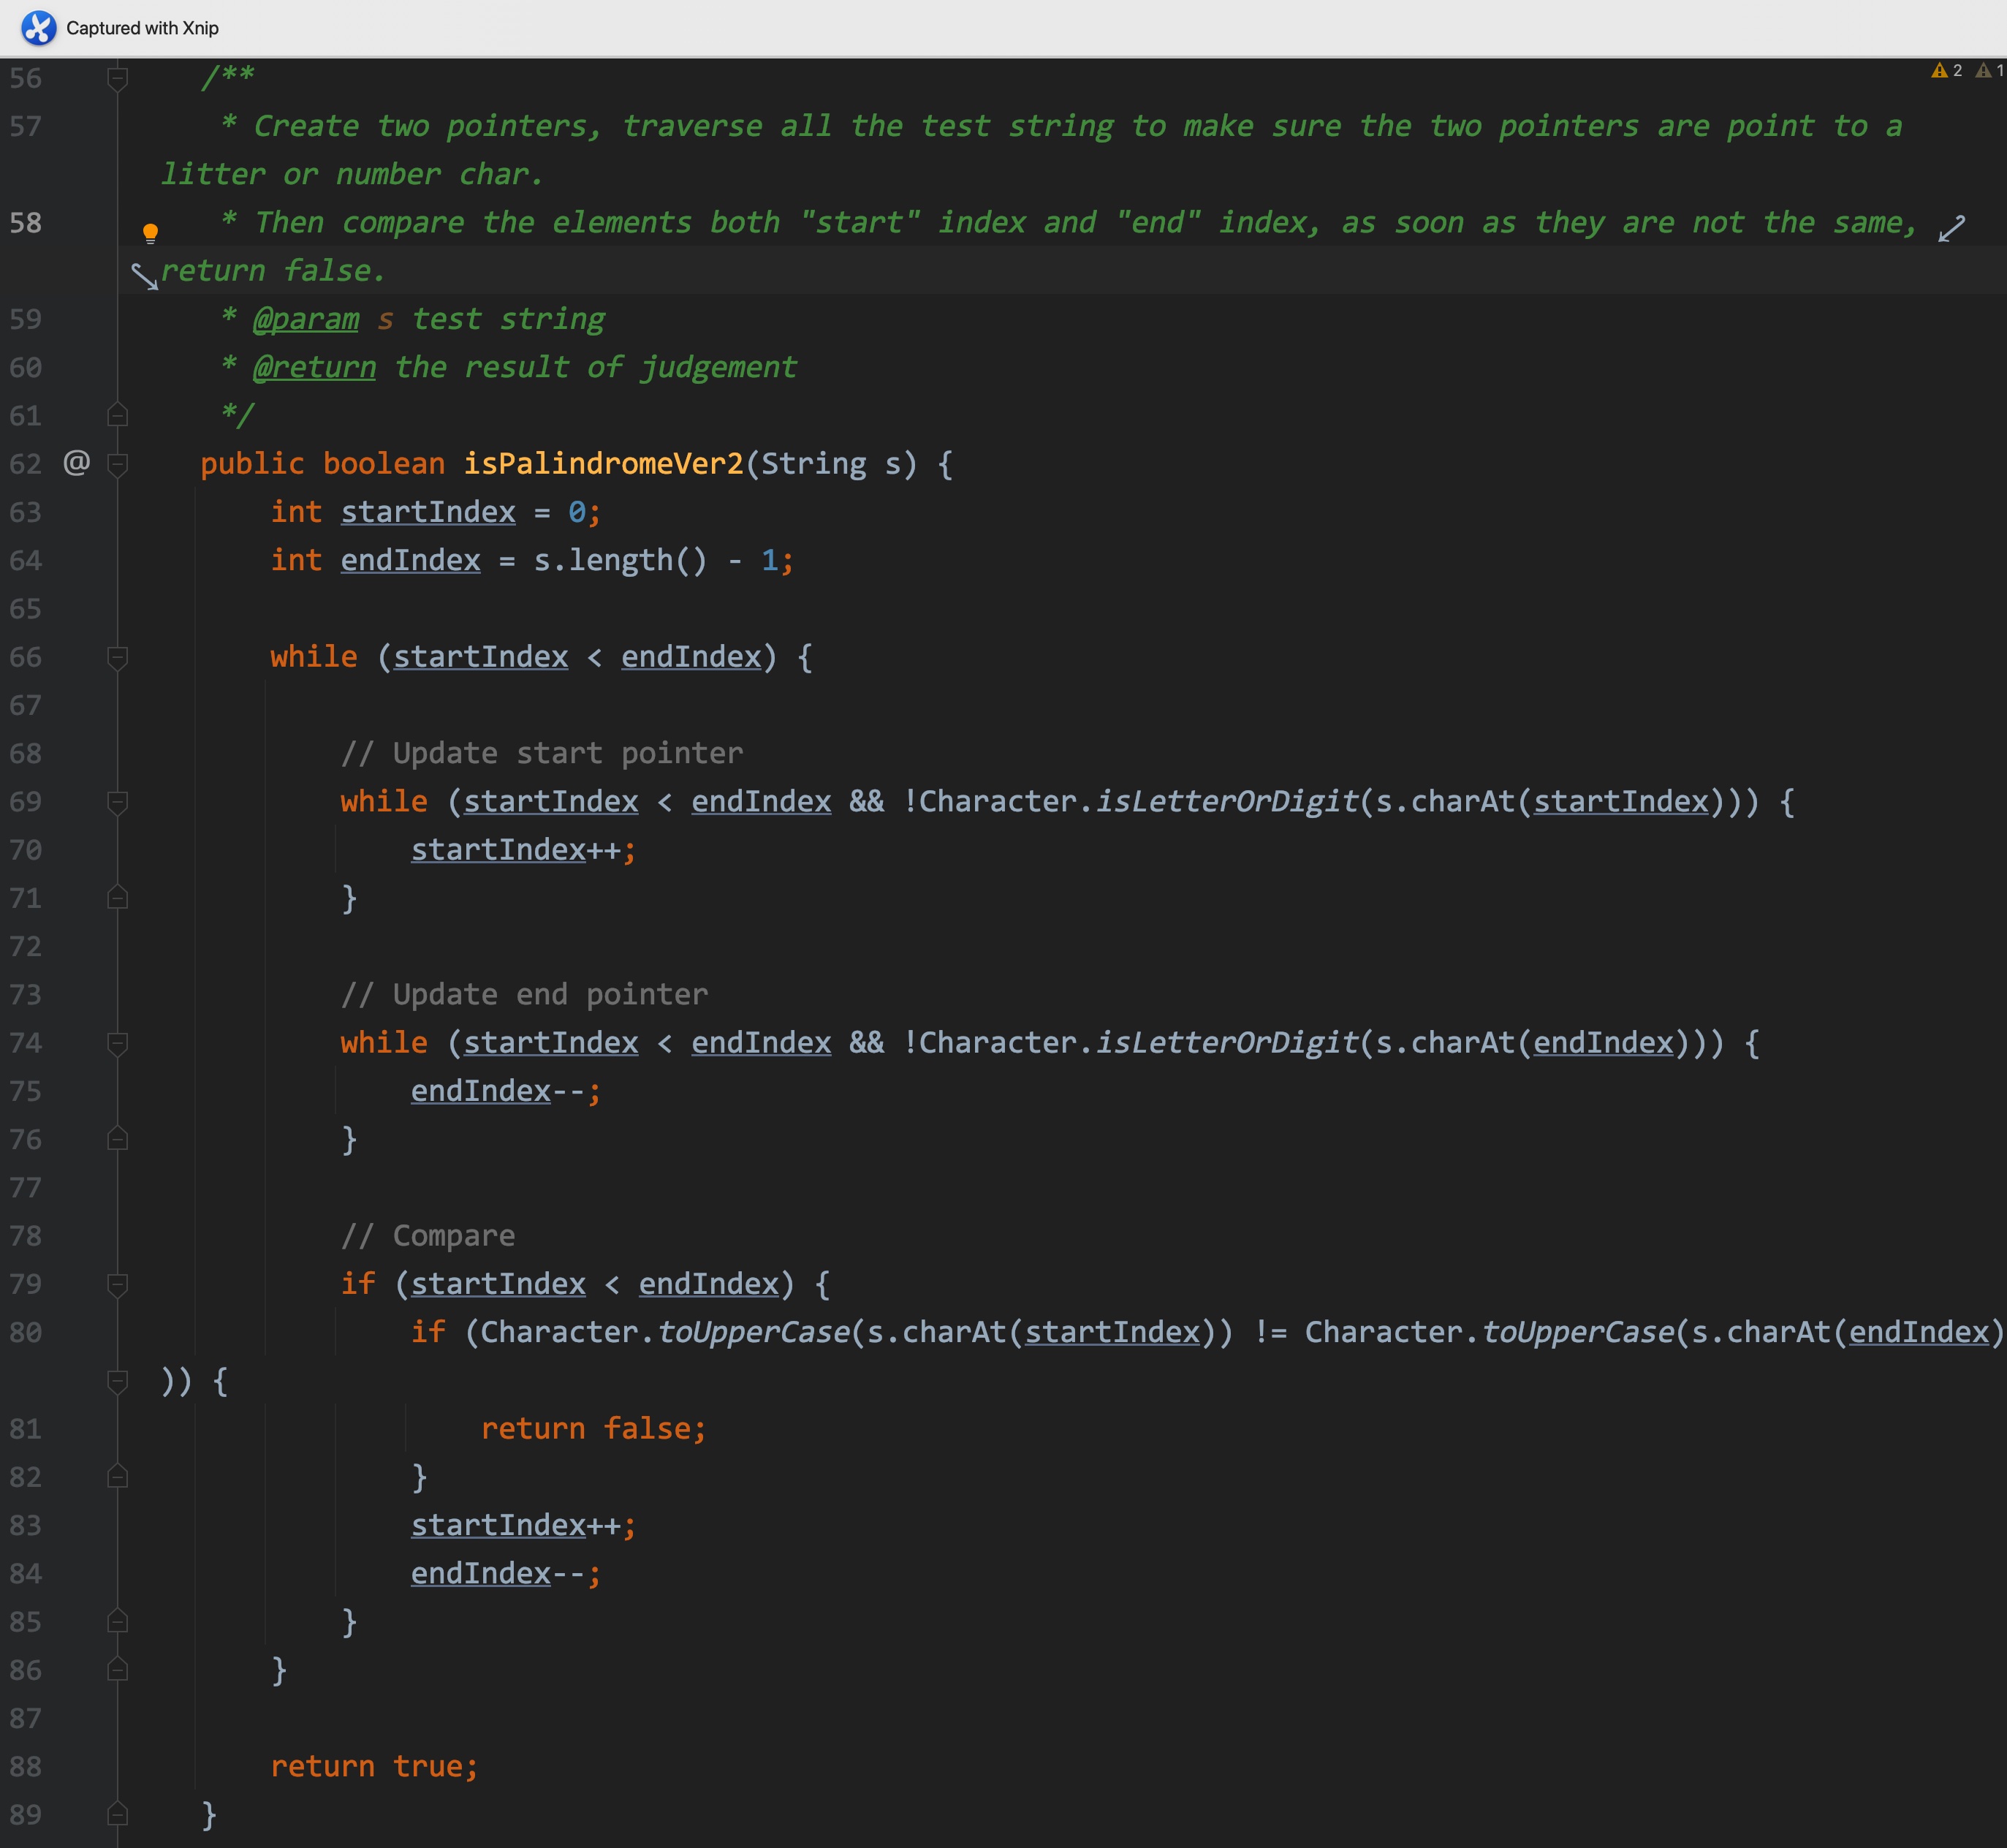 Captured with Xnip
2 1
56 /**
57 * Create two pointers, traverse all the test string to make sure the two pointers are point to a
litter or number char.
58 * Then compare the elements both "start" index and "end" index, as soon as they are not the same,
return false.
59 * @param s test string
60 * @return the result of judgement
61 */
62 @ public boolean isPalindromeVer2(String s) {
63 int startIndex = 0;
64 int endIndex = s.length() - 1;
65
66 while (startIndex < endIndex) {
67
68 // Update start pointer
69 while (startIndex < endIndex && !Character.isLetterOrDigit(s.charAt(startIndex))) {
70 startIndex++;
71 }
72
73 // Update end pointer
74 while (startIndex < endIndex && !Character.isLetterOrDigit(s.charAt(endIndex))) {
75 endIndex--;
76 }
77
78 // Compare
79 if (startIndex < endIndex) {
80 if (Character.toUpperCase(s.charAt(startIndex)) != Character.toUpperCase(s.charAt(endIndex)
)) {
81 return false;
82 }
83 startIndex++;
84 endIndex--;
85 }
86 }
87
88 return true;
89 }